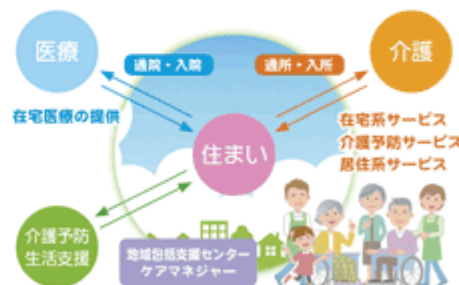 医療
通院・入院
通所・入所
介護
在宅医療の提供
住まい
在宅系サービス
介護予防サービス
居住系サービス
介護予防
生活支援
地域包括支援センター
ケアマネジャー